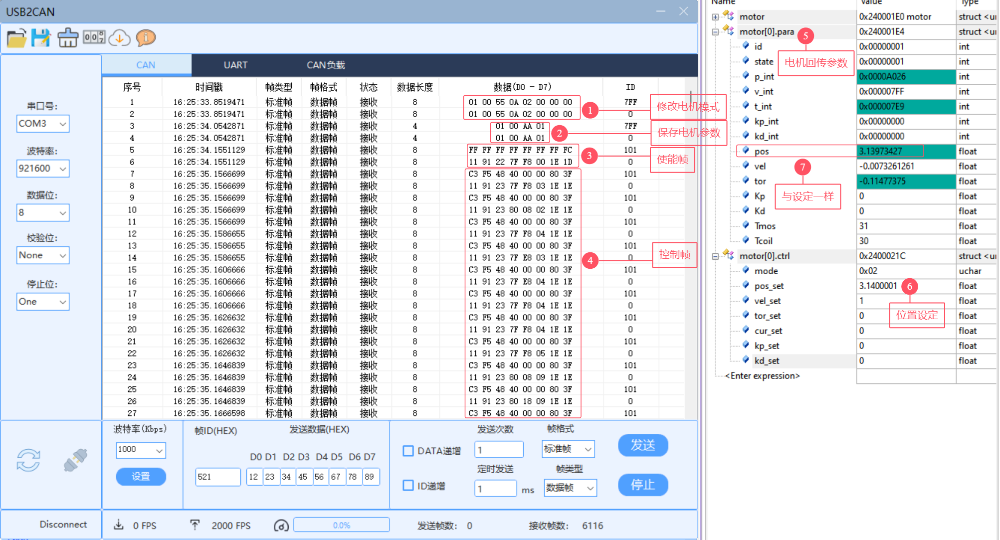 USB2CAN
CAN UART CAN负载
串口号:
COM3
波特率:
921600
数据位:
8
校验位:
None
停止位:
One
序号 时间戳 帧类型 帧格式 状态 数据长度 数据(D0 - D7) ID
1 16:25:33.8519471 标准帧 数据帧 接收 8 01 00 55 0A 02 00 00 00 7FF
2 16:25:33.8519471 标准帧 数据帧 接收 8 01 00 55 0A 02 00 00 00 0
3 16:25:34.0542871 标准帧 数据帧 接收 4 01 00 AA 01 7FF
4 16:25:34.0542871 标准帧 数据帧 接收 4 01 00 AA 01 0
5 16:25:34.1551129 标准帧 数据帧 接收 8 FF FF FF FF FF FF FF FC 101
6 16:25:34.1551129 标准帧 数据帧 接收 8 11 91 22 7F F8 00 1E 1D 0
7 16:25:35.1566699 标准帧 数据帧 接收 8 C3 F5 48 40 00 00 80 3F 101
8 16:25:35.1566699 标准帧 数据帧 接收 8 11 91 23 7F F8 03 1E 1E 0
9 16:25:35.1566699 标准帧 数据帧 接收 8 C3 F5 48 40 00 00 80 3F 101
10 16:25:35.1566699 标准帧 数据帧 接收 8 11 91 23 80 08 02 1E 1E 0
11 16:25:35.1566699 标准帧 数据帧 接收 8 C3 F5 48 40 00 00 80 3F 101
12 16:25:35.1586655 标准帧 数据帧 接收 8 11 91 23 7F F8 04 1E 1E 0
13 16:25:35.1586655 标准帧 数据帧 接收 8 C3 F5 48 40 00 00 80 3F 101
14 16:25:35.1586655 标准帧 数据帧 接收 8 11 91 23 7F E8 03 1E 1E 0
15 16:25:35.1606666 标准帧 数据帧 接收 8 C3 F5 48 40 00 00 80 3F 101
16 16:25:35.1606666 标准帧 数据帧 接收 8 11 91 23 7F E8 04 1E 1E 0
17 16:25:35.1606666 标准帧 数据帧 接收 8 C3 F5 48 40 00 00 80 3F 101
18 16:25:35.1606666 标准帧 数据帧 接收 8 11 91 23 7F F8 04 1E 1E 0
19 16:25:35.1626632 标准帧 数据帧 接收 8 C3 F5 48 40 00 00 80 3F 101
20 16:25:35.1626632 标准帧 数据帧 接收 8 11 91 23 7F F8 04 1E 1E 0
21 16:25:35.1626632 标准帧 数据帧 接收 8 C3 F5 48 40 00 00 80 3F 101
22 16:25:35.1626632 标准帧 数据帧 接收 8 11 91 23 7F F8 05 1E 1E 0
23 16:25:35.1646839 标准帧 数据帧 接收 8 C3 F5 48 40 00 00 80 3F 101
24 16:25:35.1646839 标准帧 数据帧 接收 8 11 91 23 80 08 09 1E 1E 0
25 16:25:35.1646839 标准帧 数据帧 接收 8 C3 F5 48 40 00 00 80 3F 101
26 16:25:35.1646839 标准帧 数据帧 接收 8 11 91 23 80 18 09 1E 1E 0
27 16:25:35.1666598 标准帧 数据帧 接收 8 C3 F5 48 40 00 00 80 3F 101
1 修改电机模式
2 保存电机参数
3 使能帧
4 控制帧
波特率(Kbps)
1000
设置
帧ID(HEX) 发送数据(HEX)
D0 D1 D2 D3 D4 D5 D6 D7
521 12 23 34 45 56 67 78 89
发送次数 帧格式
DATA递增 1 标准帧 发送
定时发送 帧类型
ID递增 1 ms 数据帧 停止
Disconnect 0 FPS 2000 FPS 0.0% 发送帧数: 0 接收帧数: 6116
Name Value Type
motor 0x240001E0 motor struct <ur
motor[0].para 0x240001E4 struct <ur
id 0x00000001 int
state 0x00000001 int
p_int 0x0000A026 int
v_int 0x000007FF int
t_int 0x000007E9 int
kp_int 0x00000000 int
kd_int 0x00000000 int
pos 3.13973427 float
vel -0.0073261261 float
tor -0.11477375 float
Kp 0 float
Kd 0 float
Tmos 31 float
Tcoil 30 float
motor[0].ctrl 0x2400021C struct <ur
mode 0x02 uchar
pos_set 3.1400001 float
vel_set 1 float
tor_set 0 float
cur_set 0 float
kp_set 0 float
kd_set 0 float
<Enter expression>
5 电机回传参数
7 与设定一样
6 位置设定